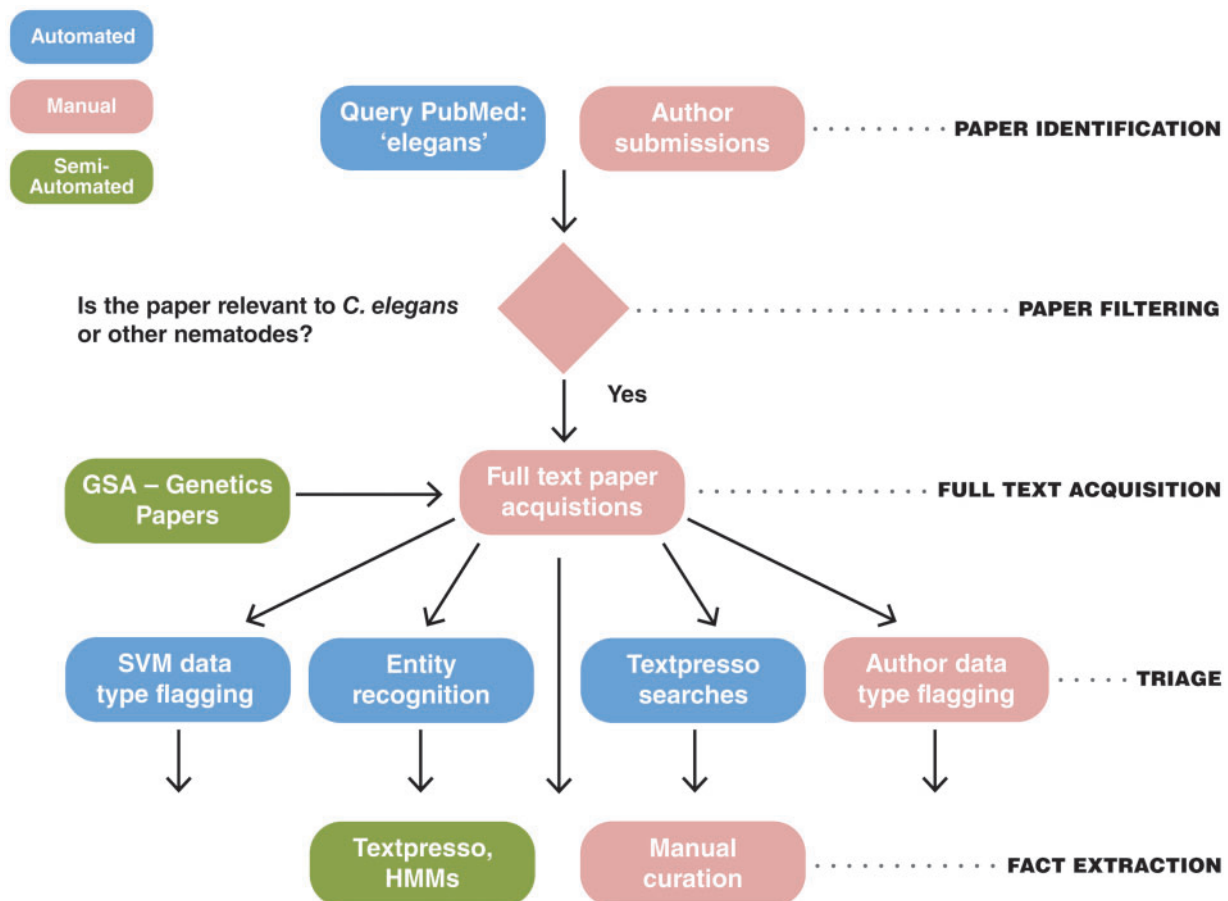 Automated
Manual
Semi-
Automated
Query PubMed:
'elegans'
Author
submissions
PAPER IDENTIFICATION
Is the paper relevant to C. elegans
or other nematodes?
PAPER FILTERING
Yes
GSA – Genetics
Papers
Full text paper
acquistions
FULL TEXT ACQUISITION
SVM data
type flagging
Entity
recognition
Textpresso
searches
Author data
type flagging
TRIAGE
Textpresso,
HMMs
Manual
curation
FACT EXTRACTION